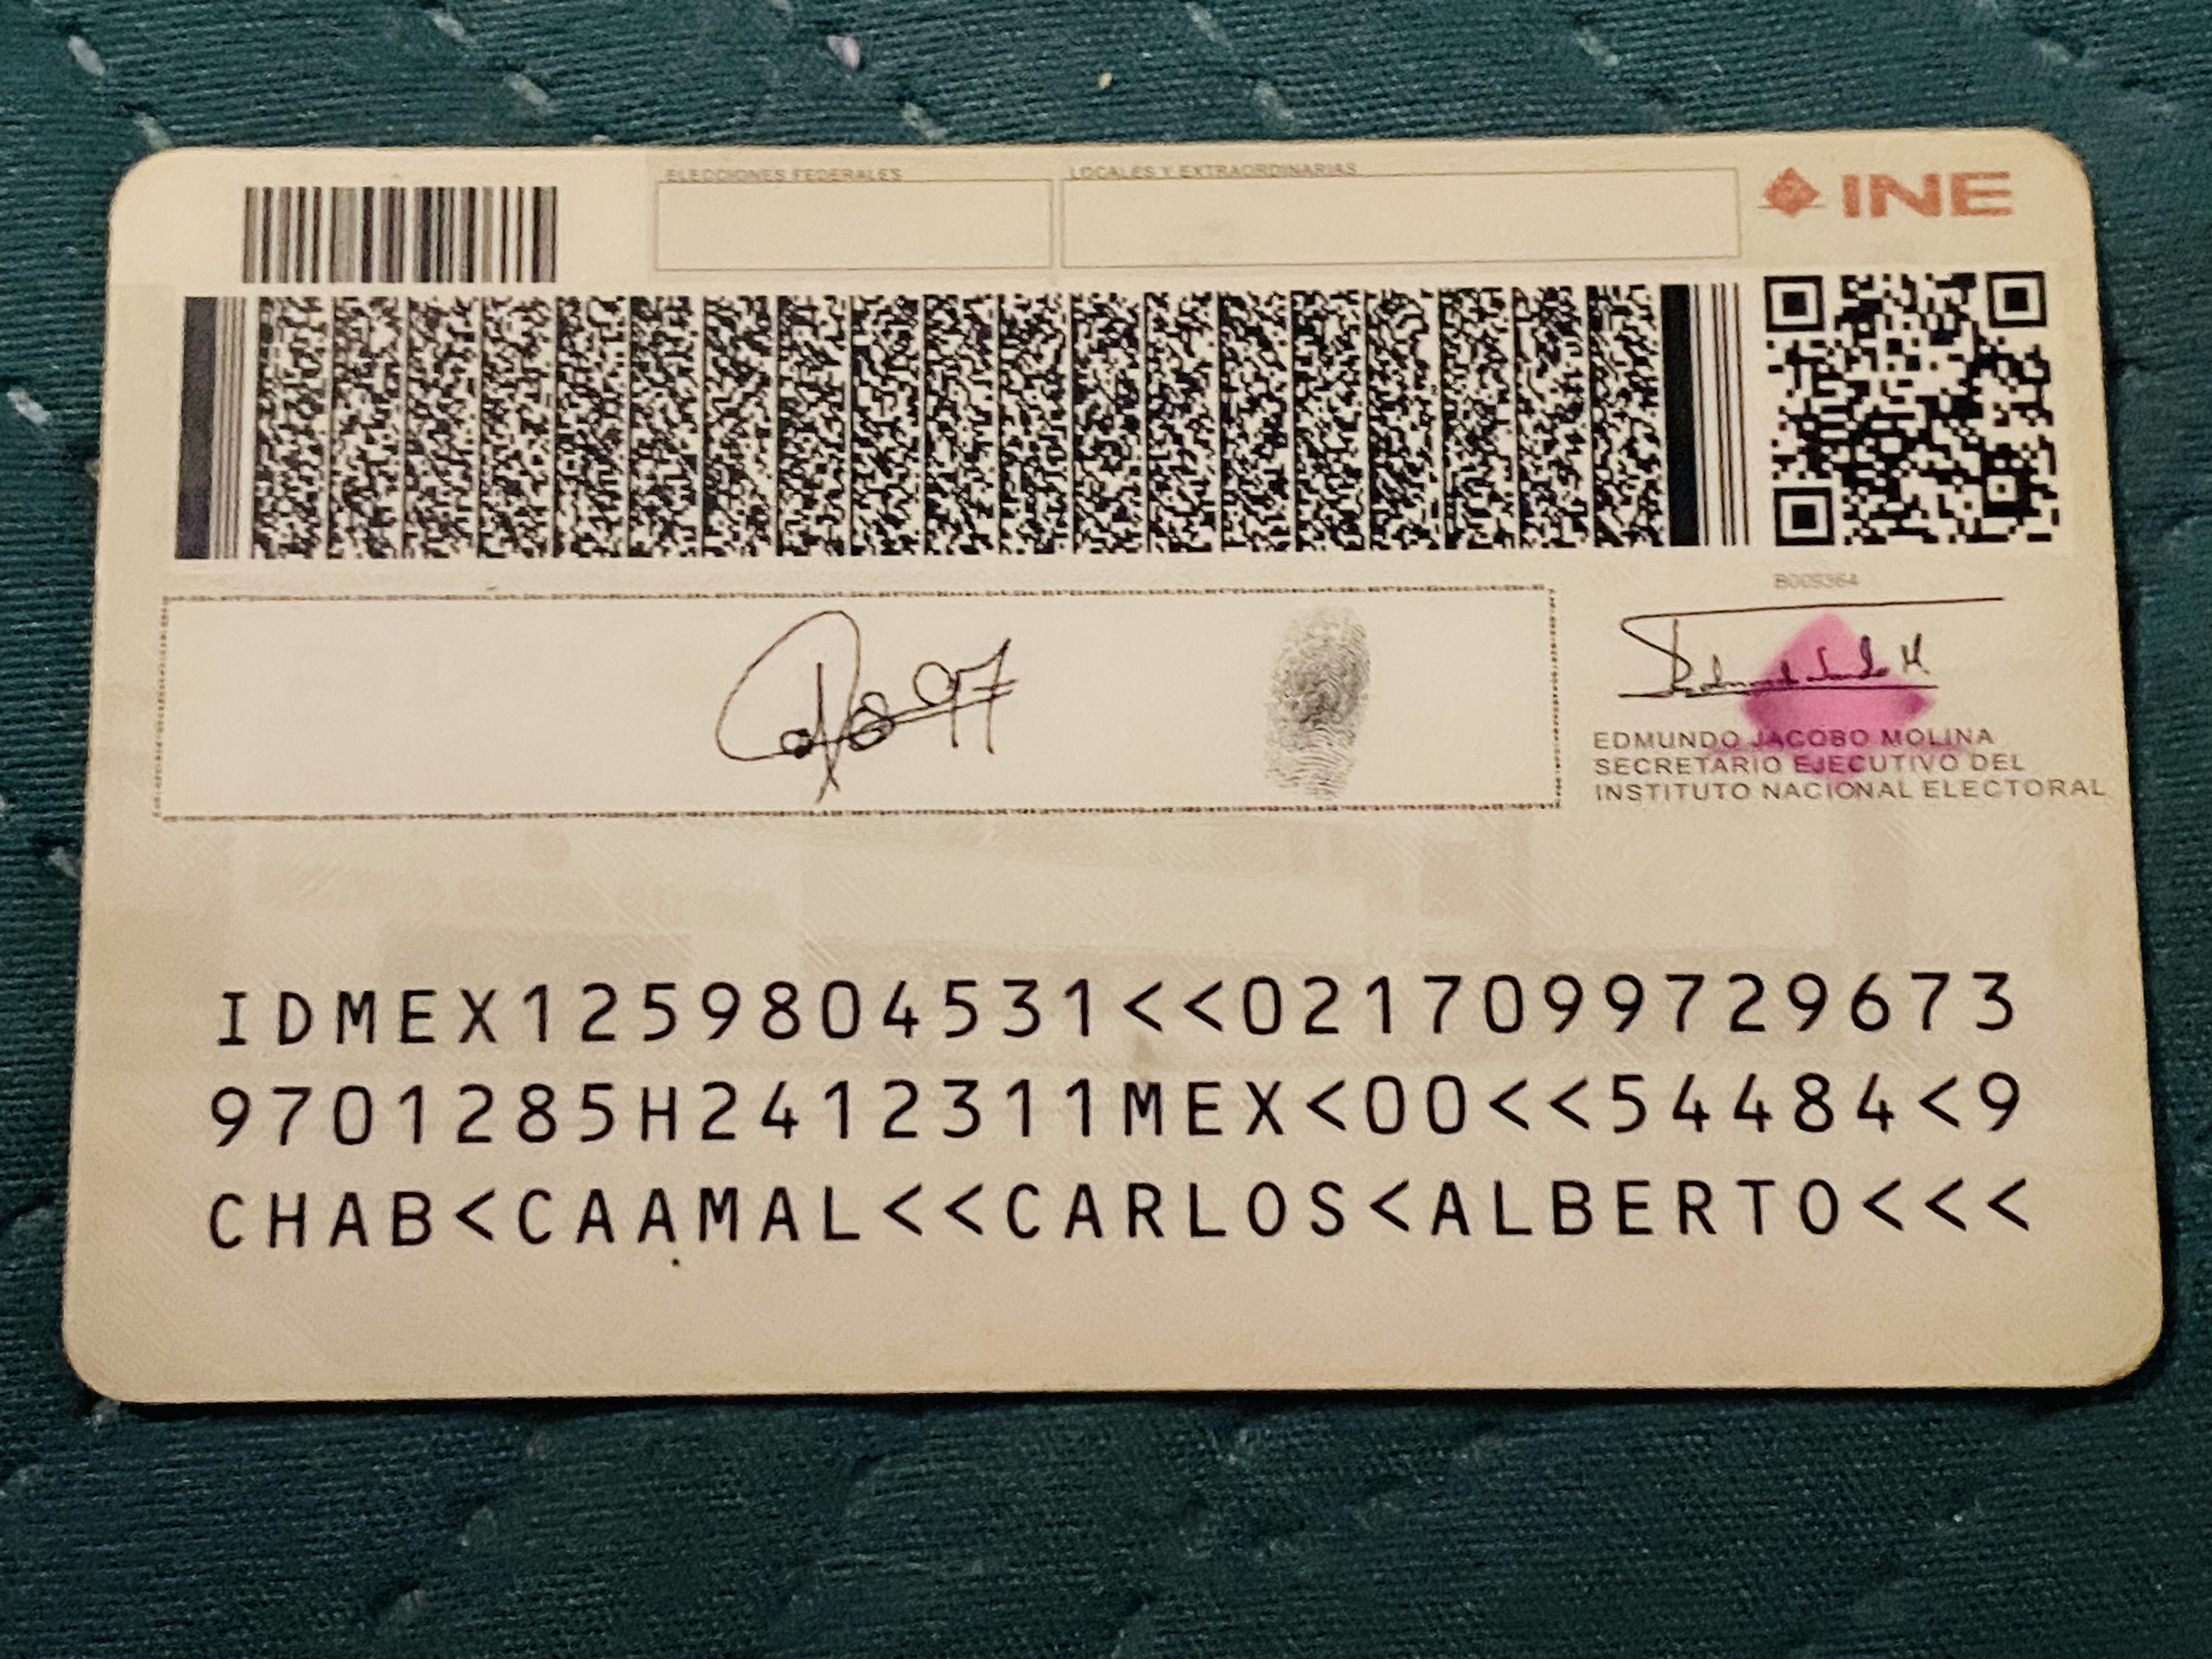 ELECCIONES FEDERALES
LOCALES Y EXTRAORDINARIAS
INE
B009364
EDMUNDO JACOBO MOLINA
SECRETARIO EJECUTIVO DEL
INSTITUTO NACIONAL ELECTORAL
IDMEX1259804531<<0217099729673
9701285H2412311MEX<00<<54484<9
CHAB<CAAMAL<<CARLOS<ALBERTO<<<